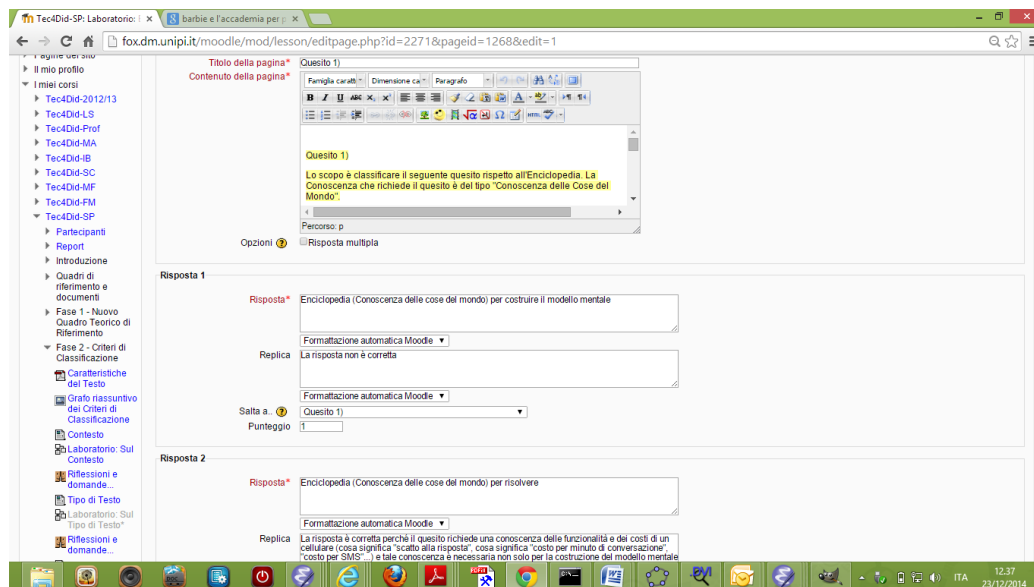 Tec4Did-SP: Laboratorio:
barbie e l'accademia per
fox.dm.unipi.it/moodle/mod/lesson/editpage.php?id=2271&pageid=1268&edit=1
Pagine del sito
Il mio profilo
I miei corsi
Tec4Did-2012/13
Tec4Did-LS
Tec4Did-Prof
Tec4Did-MA
Tec4Did-IB
Tec4Did-SC
Tec4Did-MF
Tec4Did-FM
Tec4Did-SP
Partecipanti
Report
Introduzione
Quadri di
riferimento e
documenti
Fase 1 - Nuovo
Quadro Teorico di
Riferimento
Fase 2 - Criteri di
Classificazione
Caratteristiche
del Testo
Grafo riassuntivo
dei Criteri di
Classificazione
Contesto
Laboratorio: Sul
Contesto
Riflessioni e
domande...
Tipo di Testo
Laboratorio: Sul
Tipo di Testo*
Riflessioni e
domande...
Titolo della pagina* Quesito 1)
Contenuto della pagina*
Famiglia caratt Dimensione ca Paragrafo
B I U ABC
HTML
Quesito 1)
Lo scopo è classificare il seguente quesito rispetto all'Enciclopedia. La
Conoscenza che richiede il quesito è del tipo "Conoscenza delle Cose del
Mondo".
Percorso: p
Opzioni Risposta multipla
Risposta 1
Risposta* Enciclopedia (Conoscenza delle cose del mondo) per costruire il modello mentale
Formattazione automatica Moodle
Replica La risposta non è corretta
Formattazione automatica Moodle
Salta a.. Quesito 1)
Punteggio 1
Risposta 2
Risposta* Enciclopedia (Conoscenza delle cose del mondo) per risolvere
Formattazione automatica Moodle
Replica La risposta è corretta perchè il quesito richiede una conoscenza delle funzionalità e dei costi di un
cellulare (cosa significa "scatto alla risposta", cosa significa "costo per minuto di conversazione",
"costo per SMS"...) e tale conoscenza è necessaria non solo per la costruzione del modello mentale
ITA
12.37
23/12/2014